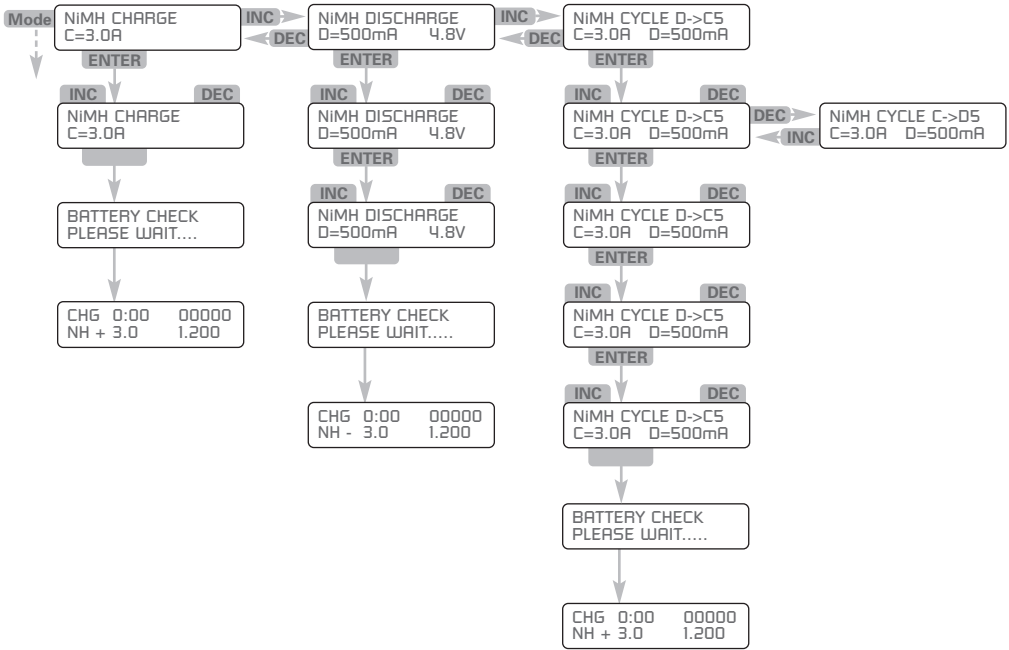 Mode
NiMH CHARGE
C=3.0A
INC
DEC
NiMH DISCHARGE
D=500mA 4.8V
INC
DEC
NiMH CYCLE D->C5
C=3.0A D=500mA
ENTER
ENTER
ENTER
INC DEC
NiMH CHARGE
C=3.0A
INC DEC
NiMH DISCHARGE
D=500mA 4.8V
INC DEC
NiMH CYCLE D->C5
C=3.0A D=500mA
DEC
INC
NiMH CYCLE C->D5
C=3.0A D=500mA
ENTER
ENTER
BATTERY CHECK
PLEASE WAIT....
INC DEC
NiMH DISCHARGE
D=500mA 4.8V
INC DEC
NiMH CYCLE D->C5
C=3.0A D=500mA
ENTER
CHG 0:00 00000
NH + 3.0 1.200
BATTERY CHECK
PLEASE WAIT.....
INC DEC
NiMH CYCLE D->C5
C=3.0A D=500mA
ENTER
CHG 0:00 00000
NH - 3.0 1.200
INC DEC
NiMH CYCLE D->C5
C=3.0A D=500mA
BATTERY CHECK
PLEASE WAIT.....
CHG 0:00 00000
NH + 3.0 1.200